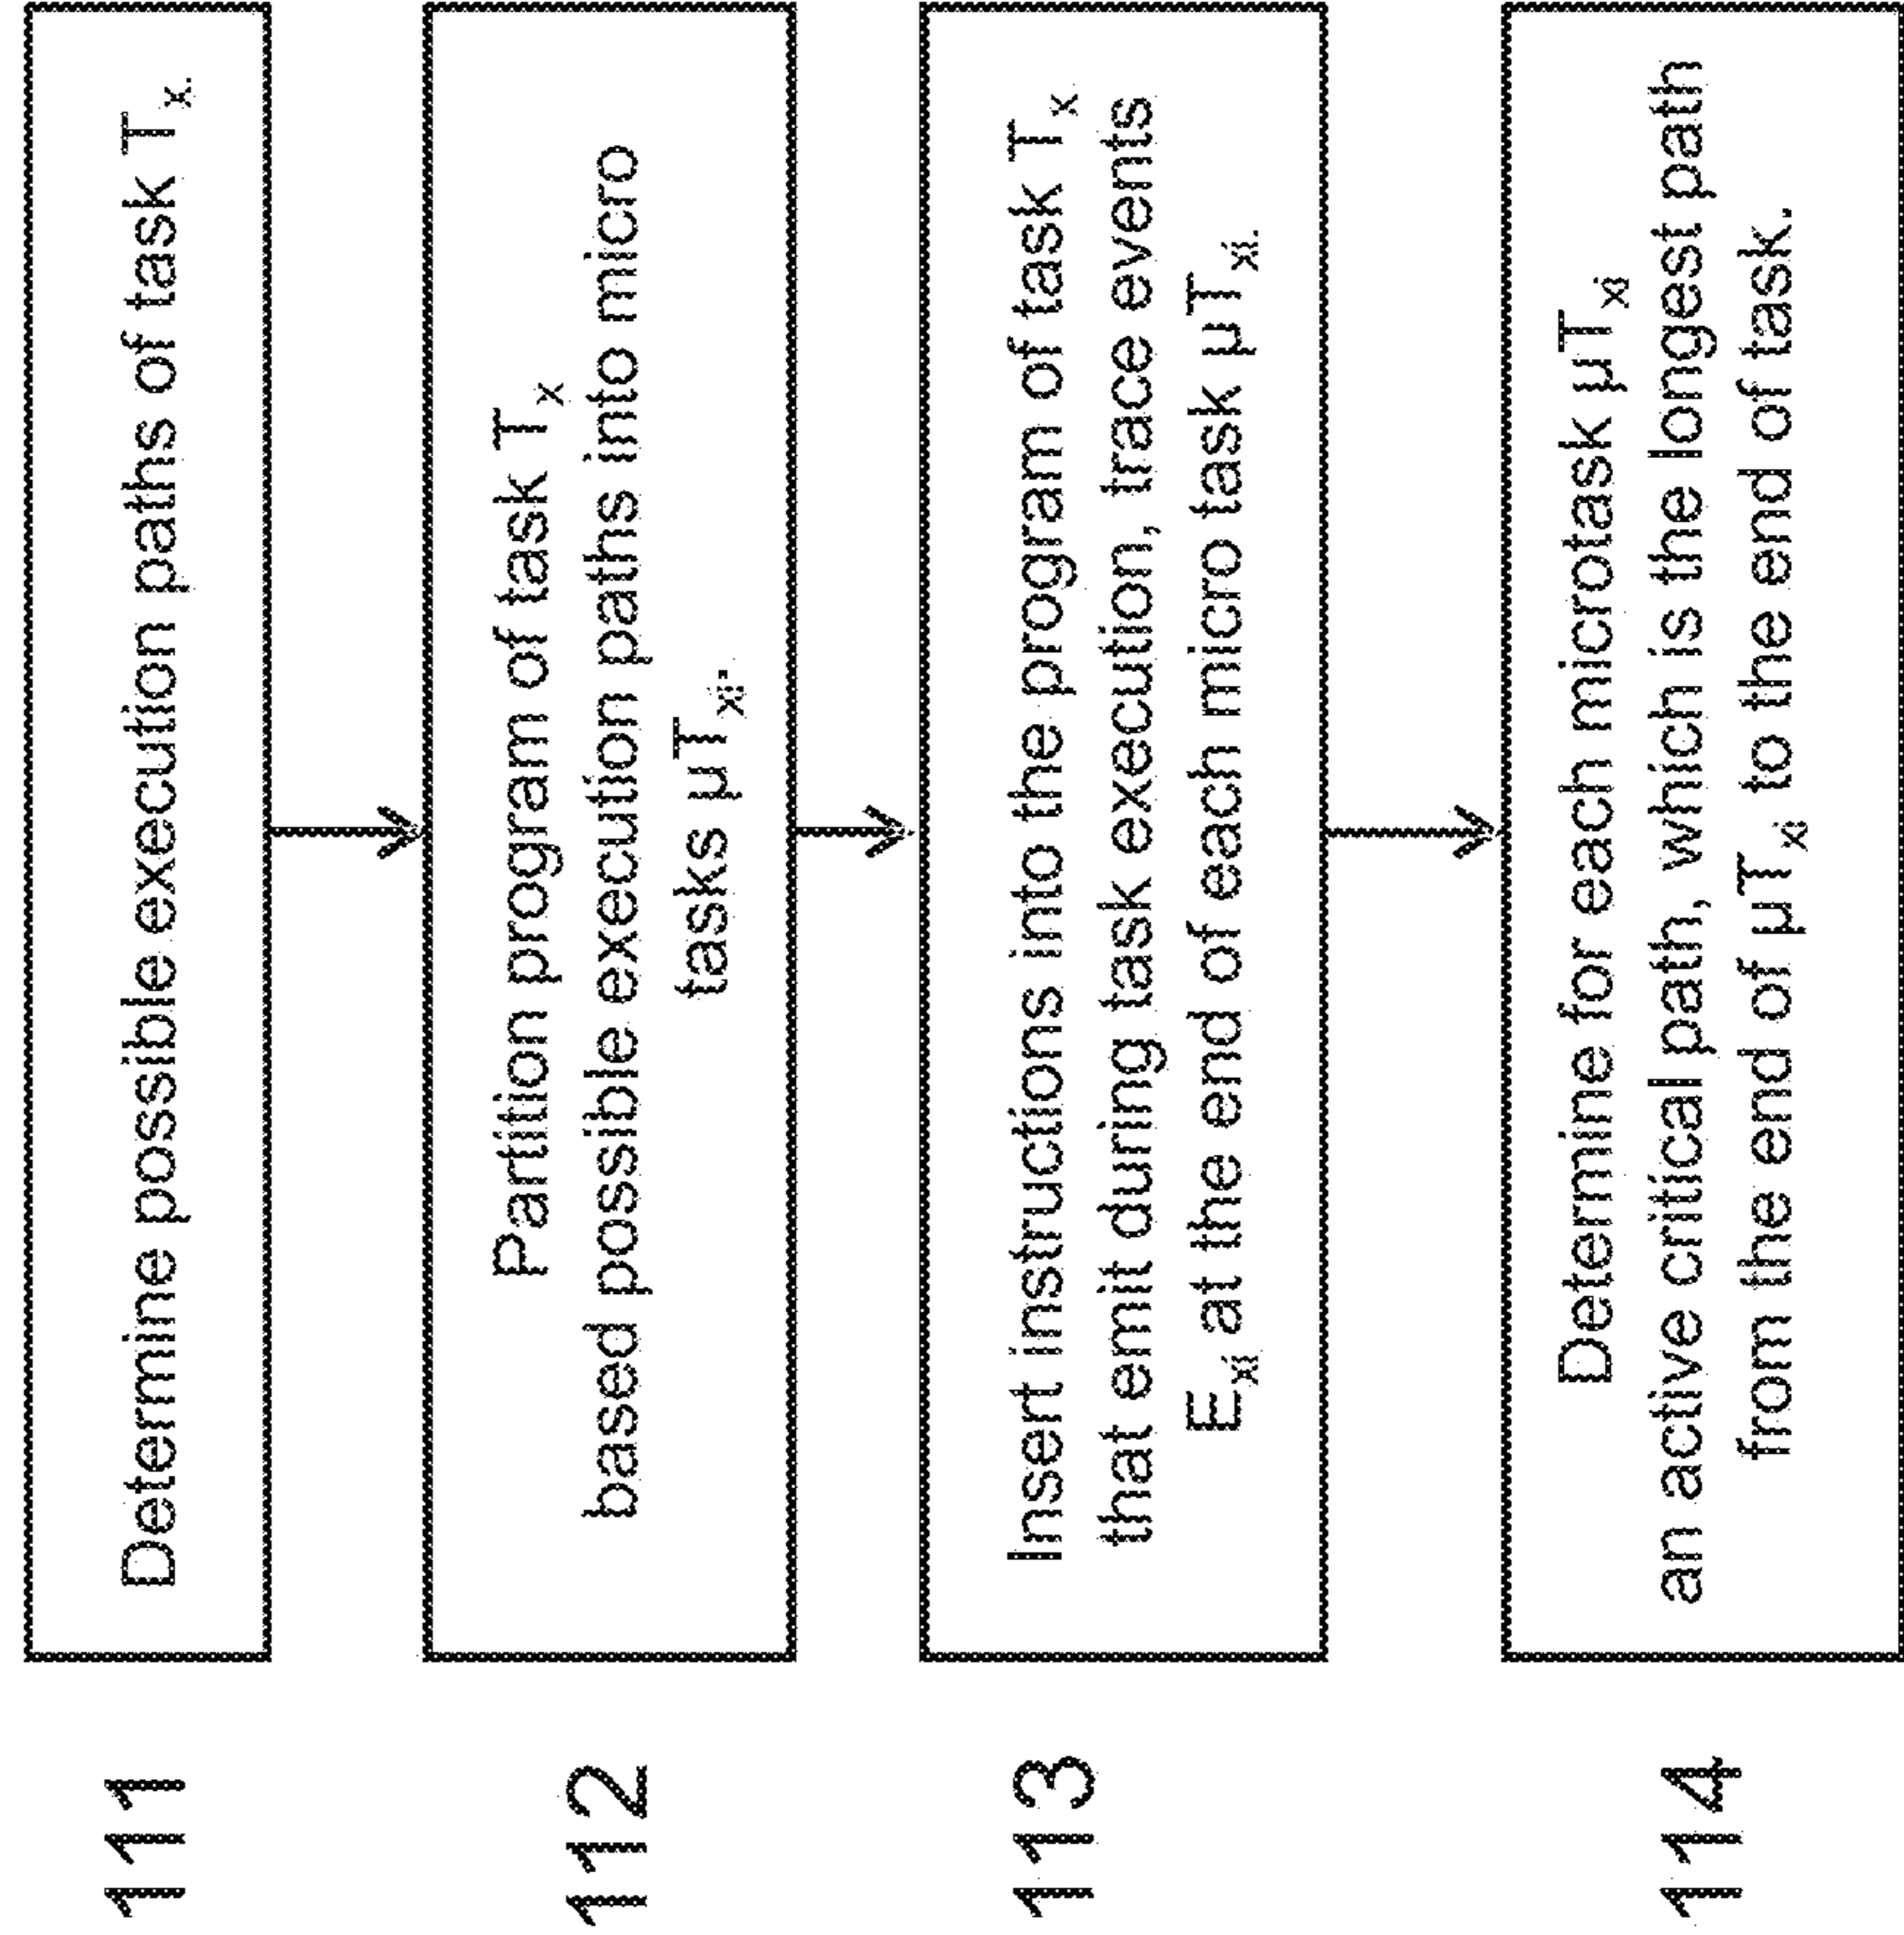 111
Determine possible execution paths of task Tx.
112
Partition program of task Tx
based possible execution paths into micro
tasks μTxi.
113
Insert instructions into the program of task Tx
that emit during task execution, trace events
Exi at the end of each micro task μTxi.
114
Determine for each microtask μTxi
an active critical path, which is the longest path
from the end of μTxi to the end of task.